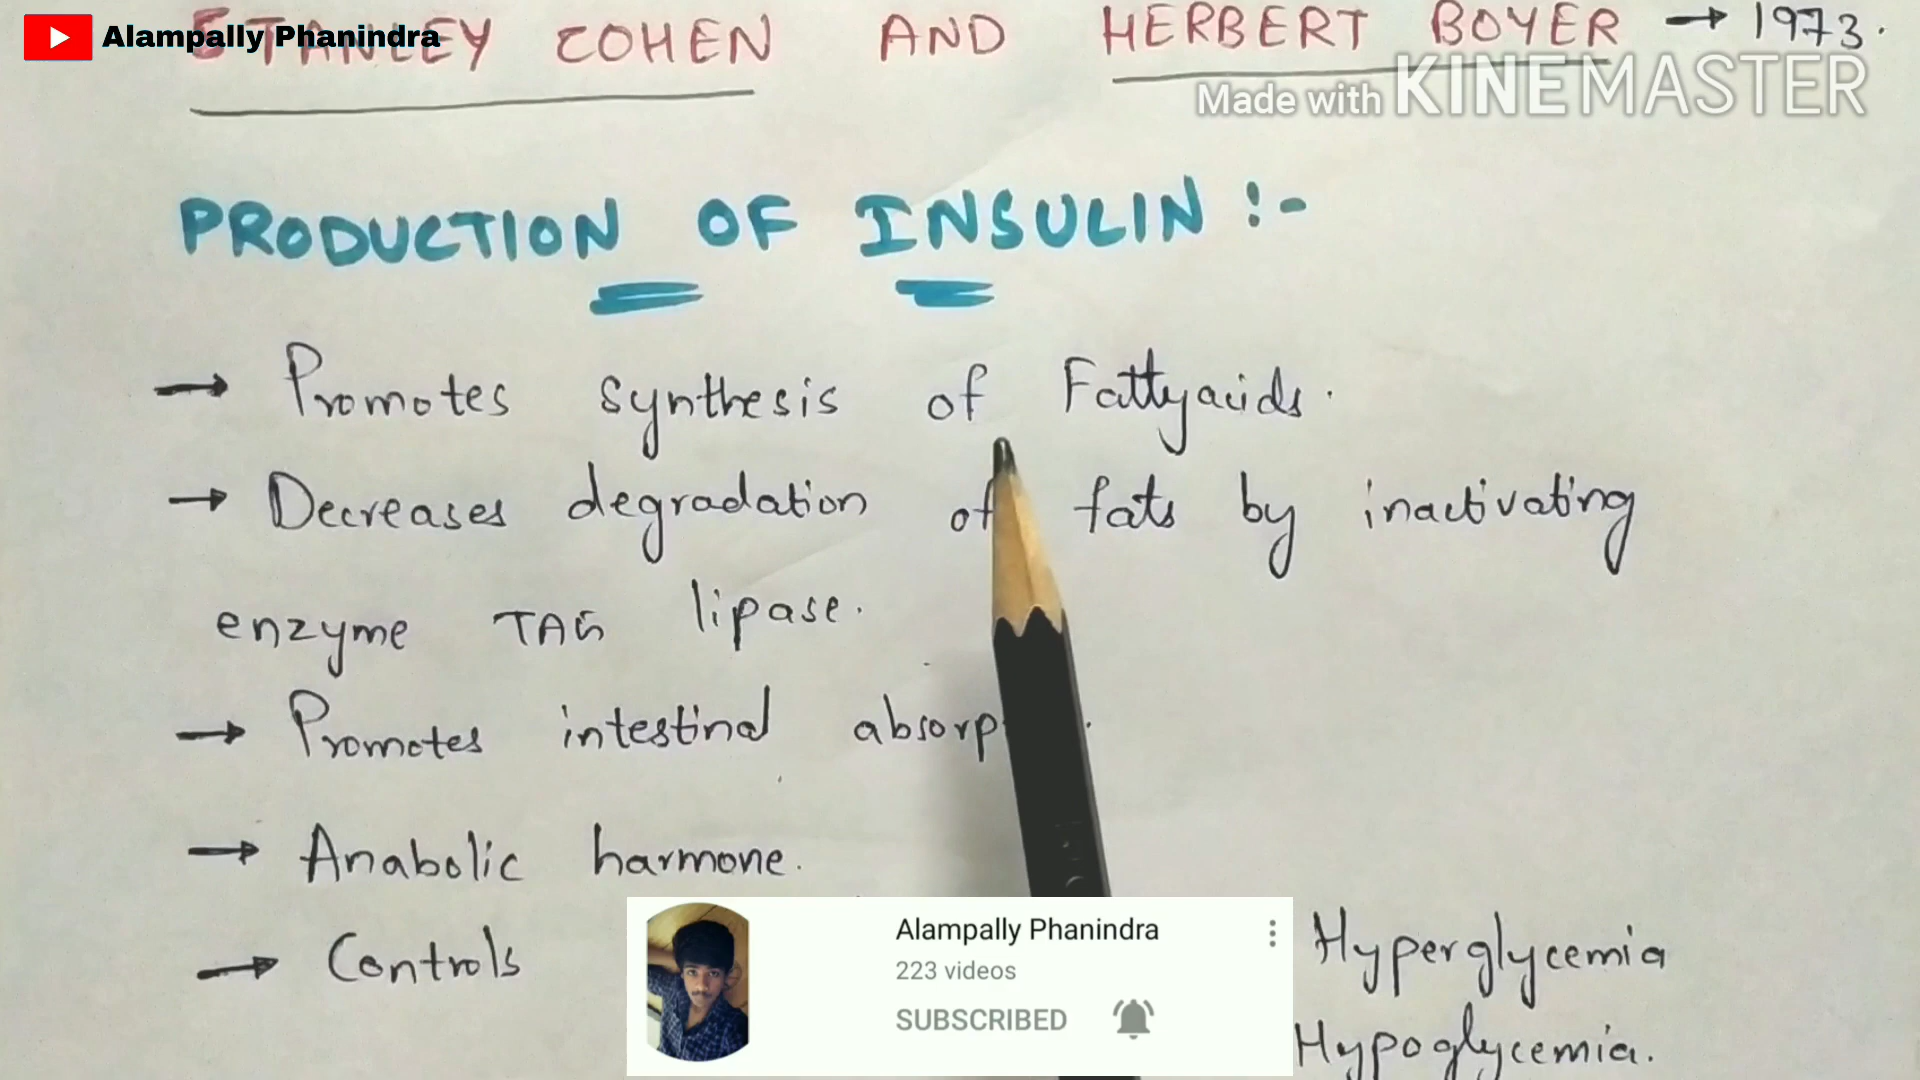 Alampally Phanindra
STANLEY COHEN AND HERBERT BOYER → 1973.
Made with KINEMASTER
PRODUCTION OF INSULIN :-
→ Promotes synthesis of Fattyacids.
→ Decreases degradation of fats by inactivating
enzyme TAG lipase.
→ Promotes intestinal
→ Anabolic harmone.
→ Controls Hyperglycemia
Hypoglycemia.
Alampally Phanindra
223 videos
SUBSCRIBED